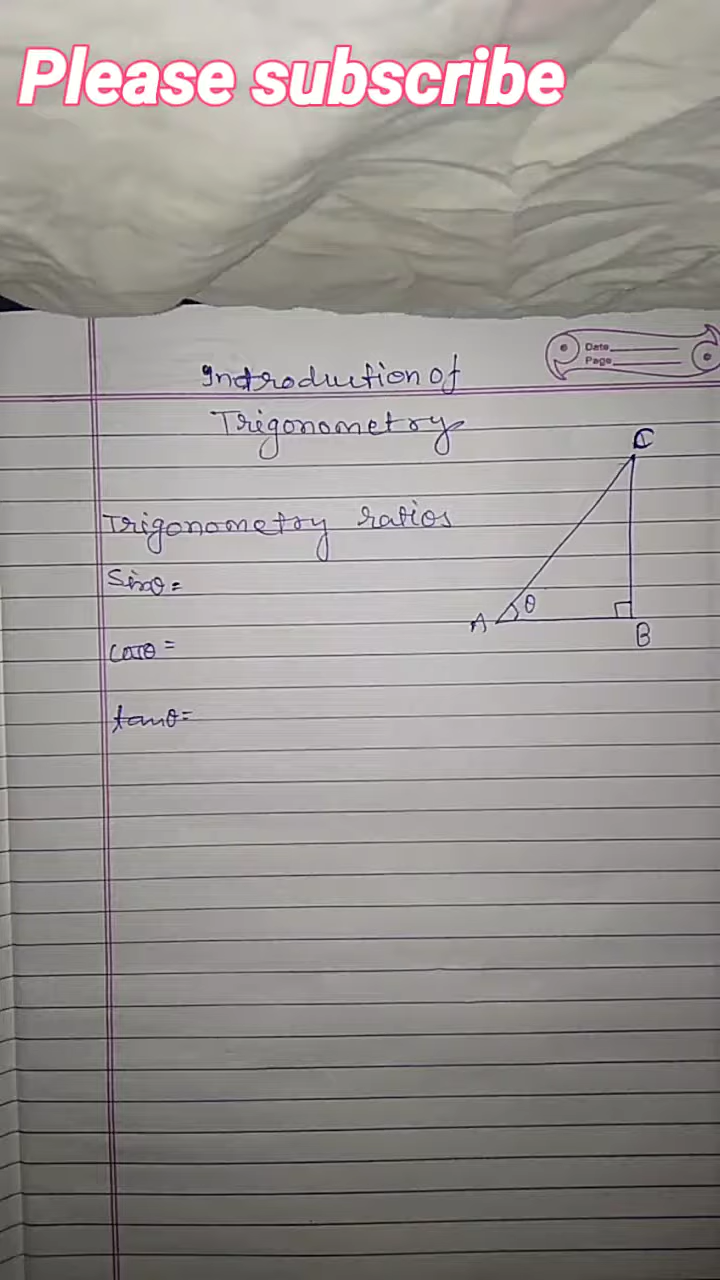 Please subscribe
Date
Page
Introduction of
Trigonometry
C
Trigonometry ratios
Sinθ =
θ
A
B
cosθ =
tanθ =